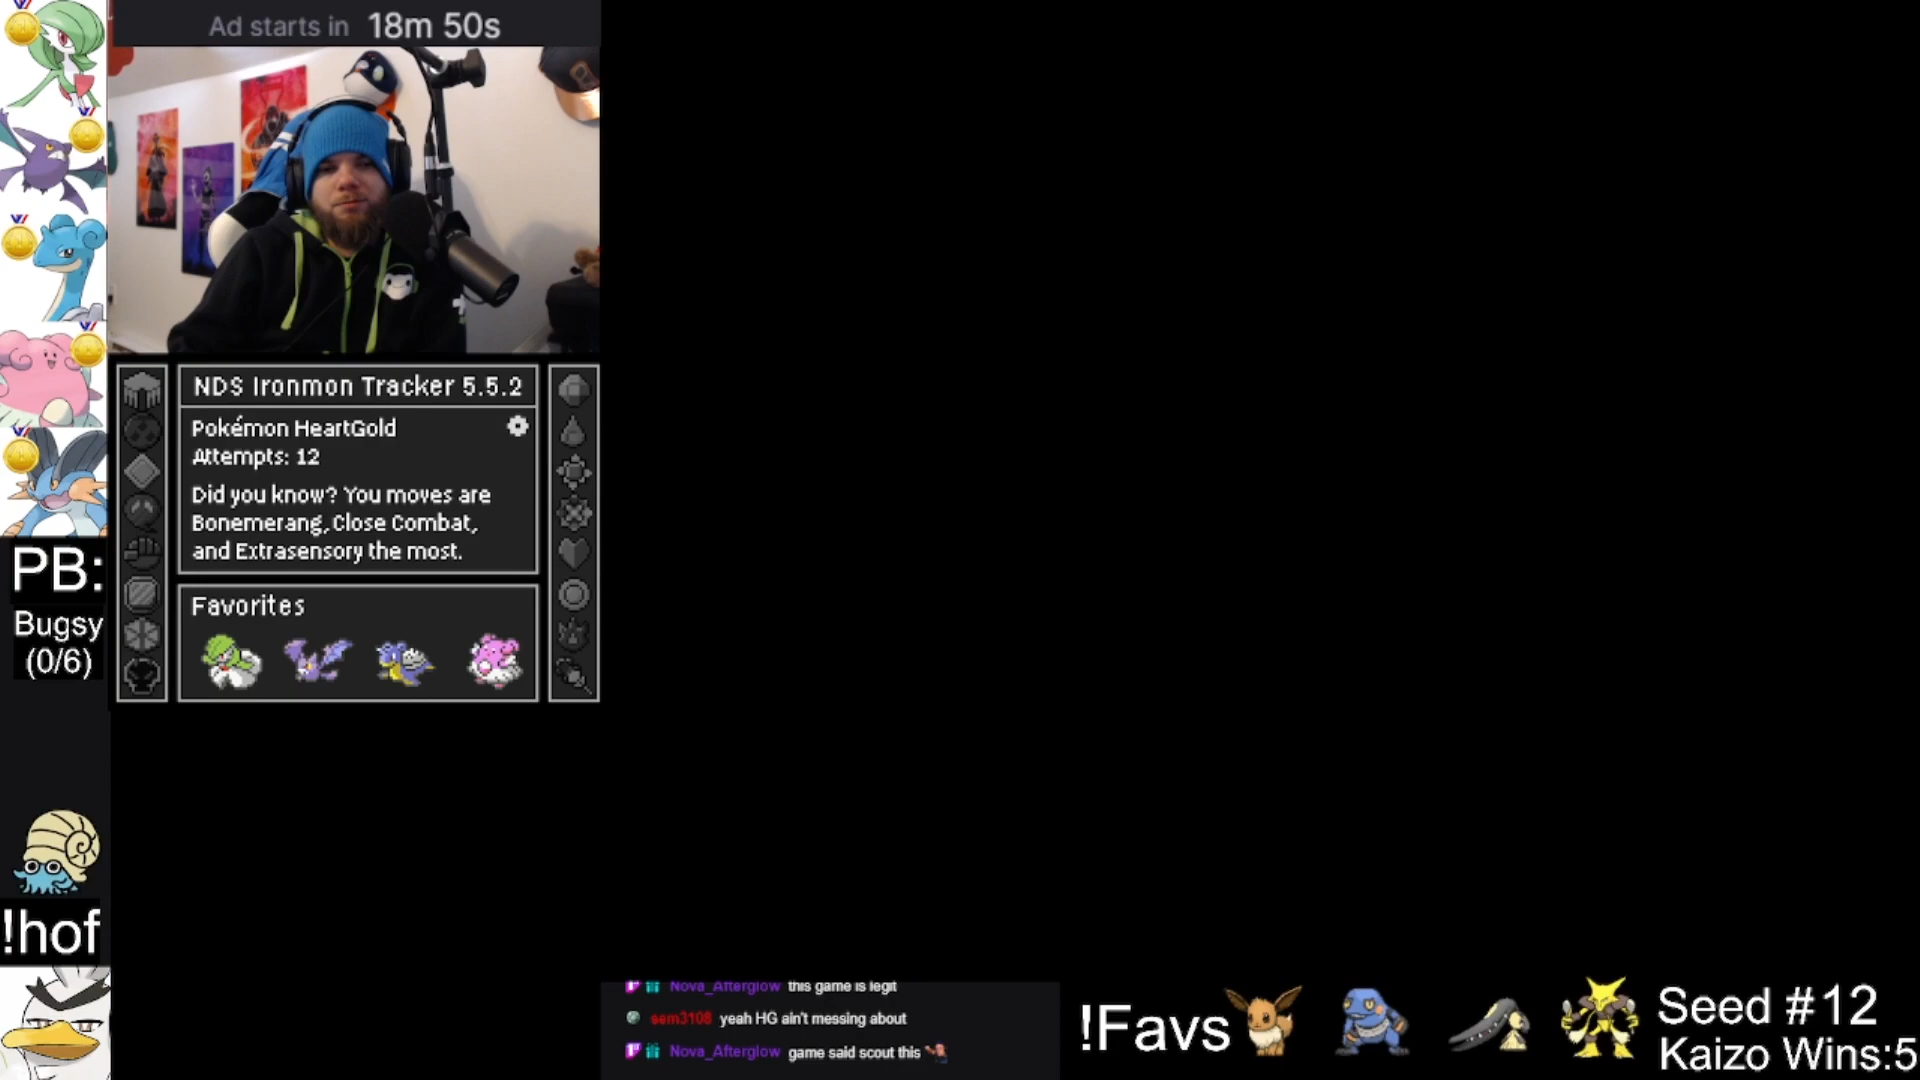 Ad starts in 18m 50s
NDS Ironmon Tracker 5.5.2
Pokémon HeartGold
Attempts: 12
Did you know? You moves are
Bonemerang, Close Combat,
and Extrasensory the most.
Favorites
PB:
Bugsy
(0/6)
!hof
Nova_Afterglow this game is legit
sem3108 yeah HG ain't messing about
Nova_Afterglow game said scout this
!Favs
Seed #12
Kaizo Wins:5